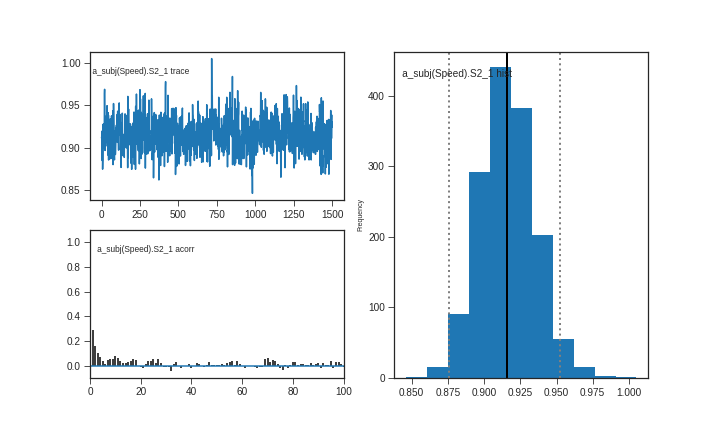 a_subj(Speed).S2_1 trace
1.00
0.95
0.90
0.85
0 250 500 750 1000 1250 1500
a_subj(Speed).S2_1 acorr
1.0
0.8
0.6
0.4
0.2
0.0
0 20 40 60 80 100
a_subj(Speed).S2_1 hist
Frequency
400
300
200
100
0
0.850 0.875 0.900 0.925 0.950 0.975 1.000